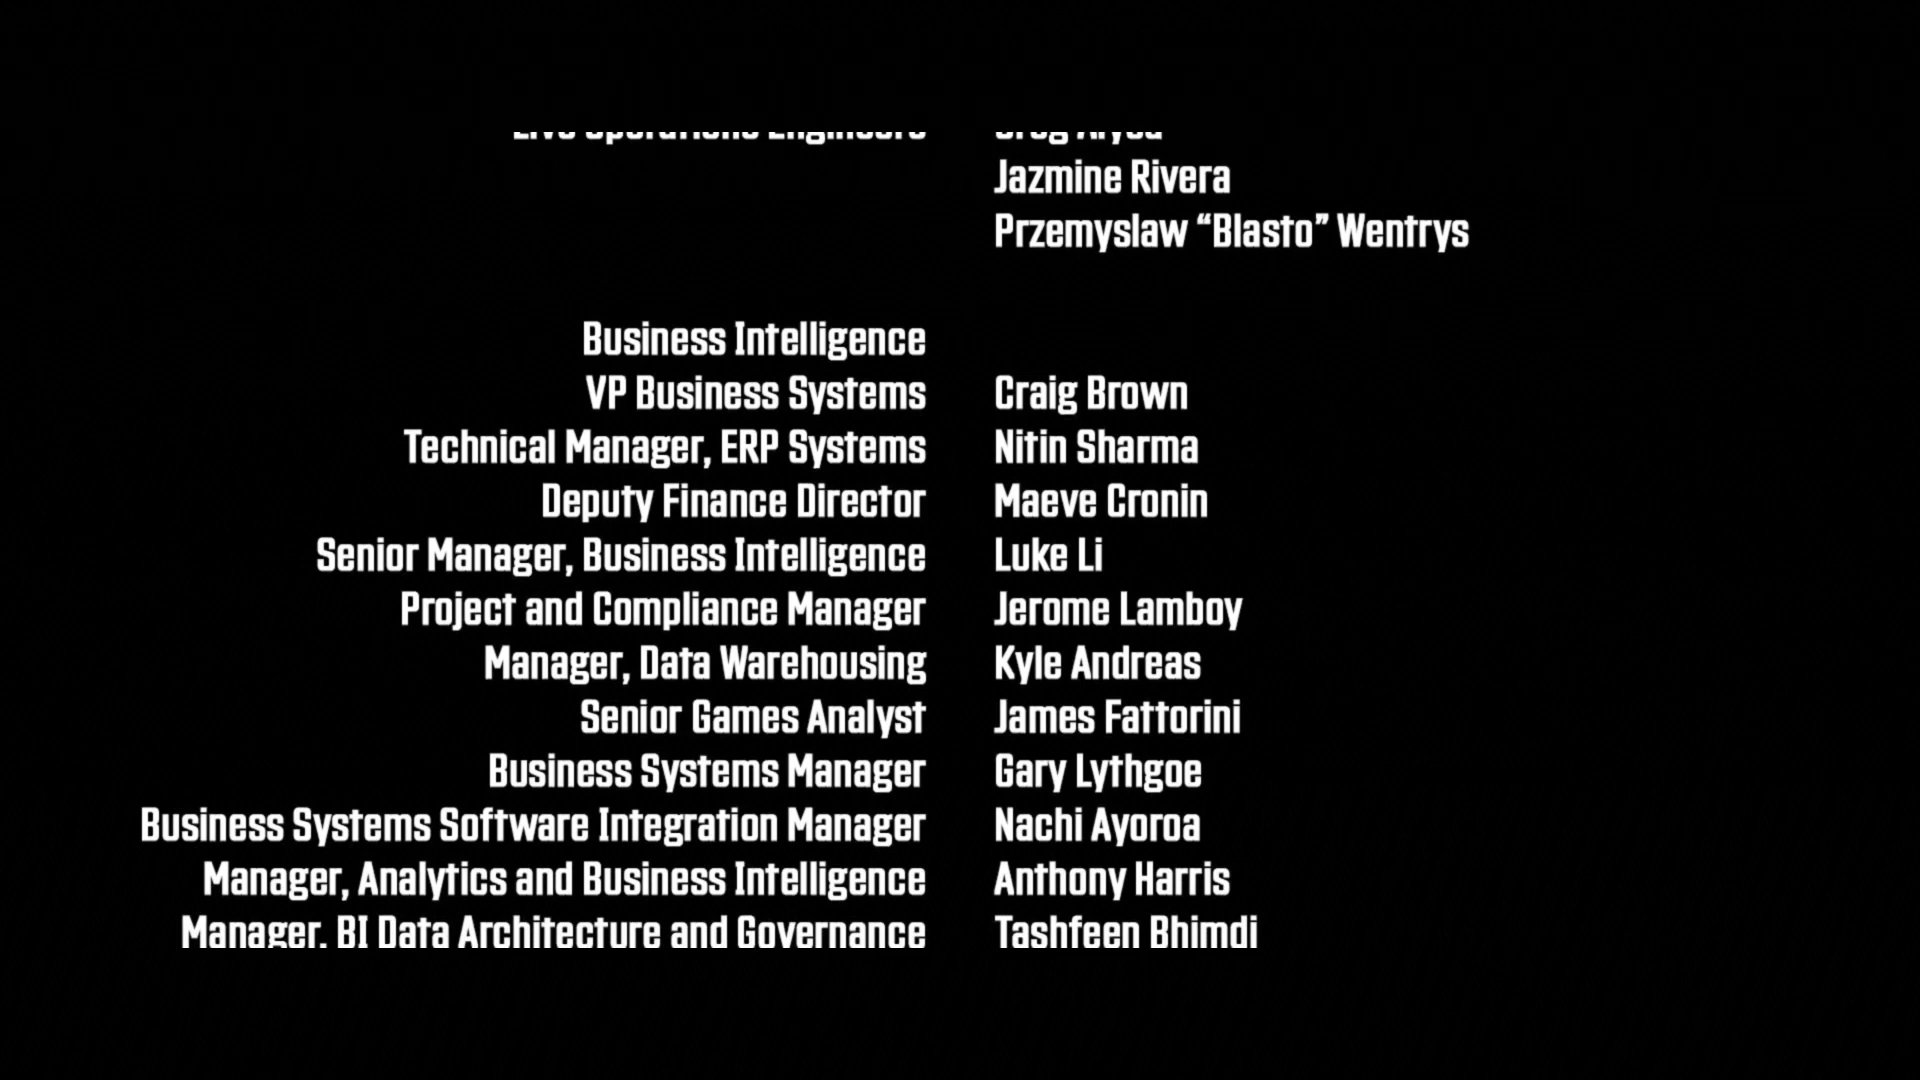 Live Operations Engineers
Jazmine Rivera
Przemyslaw “Blasto” Wentrys
Business Intelligence
VP Business Systems Craig Brown
Technical Manager, ERP Systems Nitin Sharma
Deputy Finance Director Maeve Cronin
Senior Manager, Business Intelligence Luke Li
Project and Compliance Manager Jerome Lamboy
Manager, Data Warehousing Kyle Andreas
Senior Games Analyst James Fattorini
Business Systems Manager Gary Lythgoe
Business Systems Software Integration Manager Nachi Ayoroa
Manager, Analytics and Business Intelligence Anthony Harris
Manager, BI Data Architecture and Governance Tashfeen Bhimdi